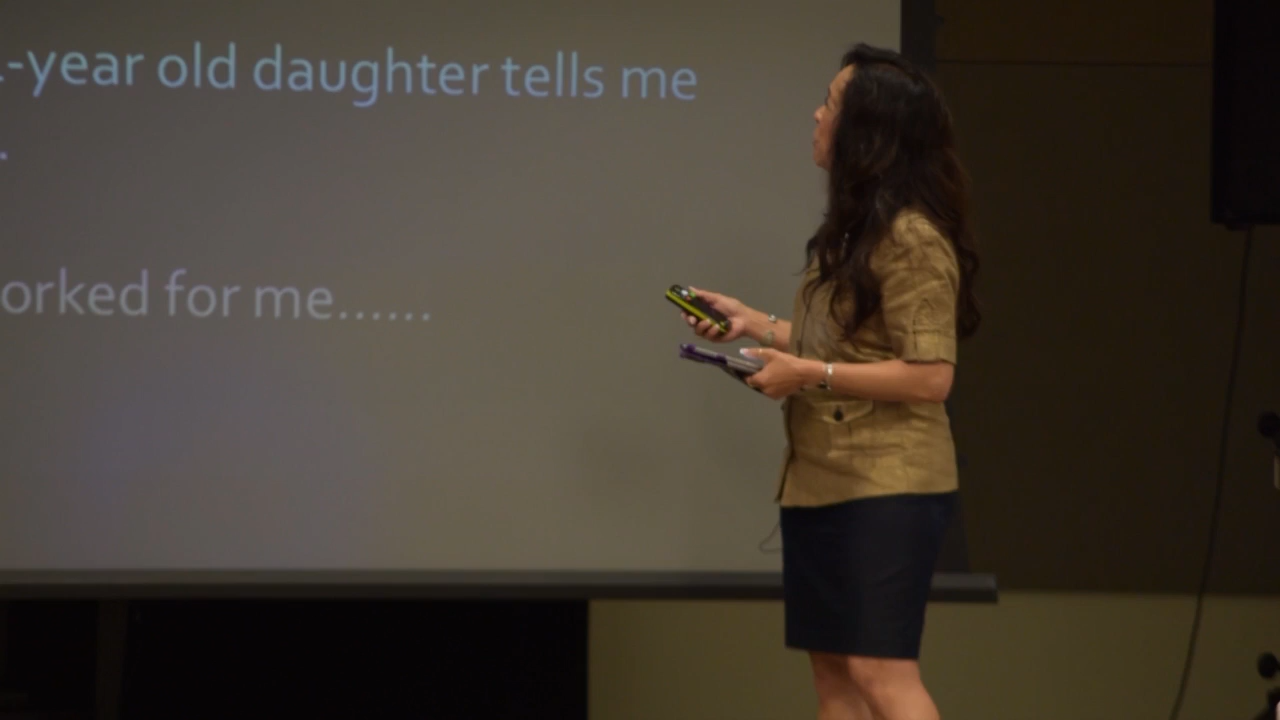 -year old daughter tells me
.
orked for me......